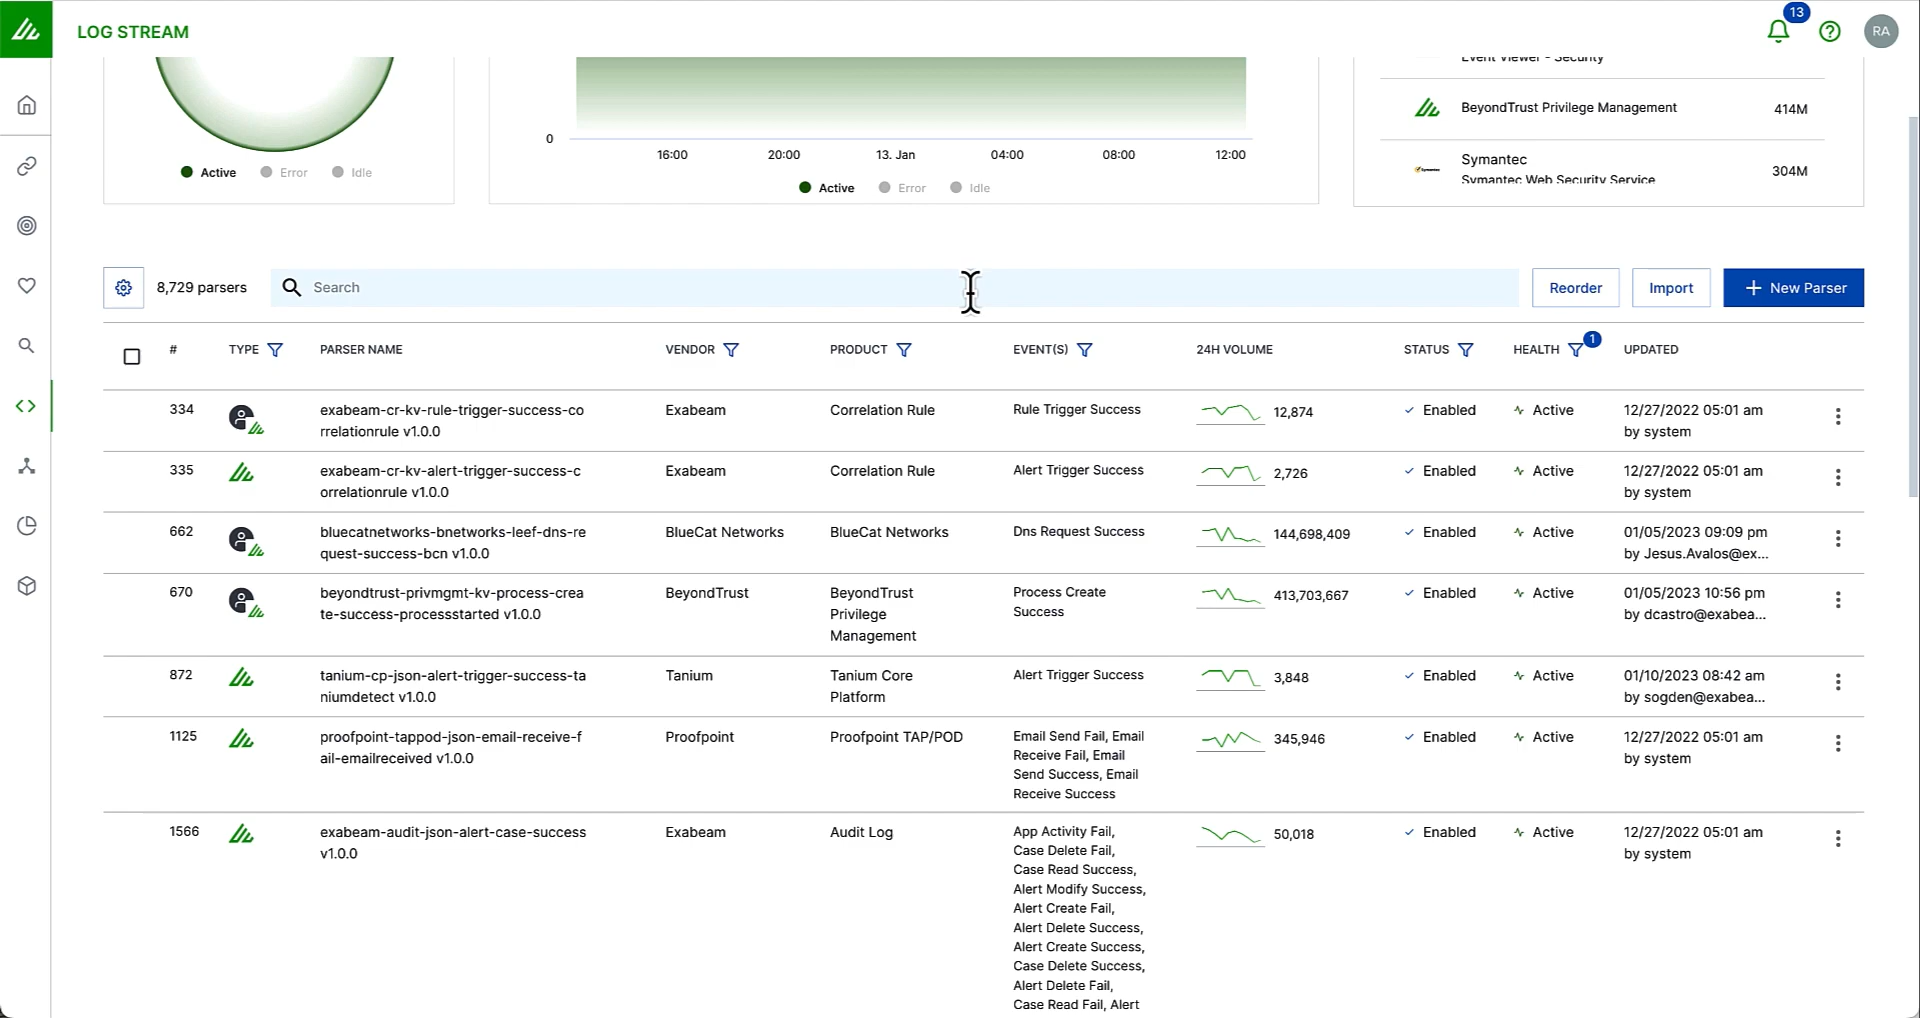 LOG STREAM
13
RA
Event Viewer - Security
BeyondTrust Privilege Management
414M
Symantec
Symantec Web Security Service
304M
0
16:00
20:00
13. Jan
04:00
08:00
12:00
Active
Error
Idle
Active
Error
Idle
8,729 parsers
Search
Reorder
Import
+ New Parser
#
TYPE
PARSER NAME
VENDOR
PRODUCT
EVENT(S)
24H VOLUME
STATUS
HEALTH
1
UPDATED
334
exabeam-cr-kv-rule-trigger-success-co
rrelationrule v1.0.0
Exabeam
Correlation Rule
Rule Trigger Success
12,874
Enabled
Active
12/27/2022 05:01 am
by system
335
exabeam-cr-kv-alert-trigger-success-c
orrelationrule v1.0.0
Exabeam
Correlation Rule
Alert Trigger Success
2,726
Enabled
Active
12/27/2022 05:01 am
by system
662
bluecatnetworks-bnetworks-leef-dns-re
quest-success-bcn v1.0.0
BlueCat Networks
BlueCat Networks
Dns Request Success
144,698,409
Enabled
Active
01/05/2023 09:09 pm
by Jesus.Avalos@ex...
670
beyondtrust-privmgmt-kv-process-crea
te-success-processstarted v1.0.0
BeyondTrust
BeyondTrust
Privilege
Management
Process Create
Success
413,703,667
Enabled
Active
01/05/2023 10:56 pm
by dcastro@exabea...
872
tanium-cp-json-alert-trigger-success-ta
niumdetect v1.0.0
Tanium
Tanium Core
Platform
Alert Trigger Success
3,848
Enabled
Active
01/10/2023 08:42 am
by sogden@exabea...
1125
proofpoint-tappod-json-email-receive-f
ail-emailreceived v1.0.0
Proofpoint
Proofpoint TAP/POD
Email Send Fail, Email
Receive Fail, Email
Send Success, Email
Receive Success
345,946
Enabled
Active
12/27/2022 05:01 am
by system
1566
exabeam-audit-json-alert-case-success
v1.0.0
Exabeam
Audit Log
App Activity Fail,
Case Delete Fail,
Case Read Success,
Alert Modify Success,
Alert Create Fail,
Alert Delete Success,
Alert Create Success,
Case Delete Success,
Alert Delete Fail,
Case Read Fail, Alert
50,018
Enabled
Active
12/27/2022 05:01 am
by system